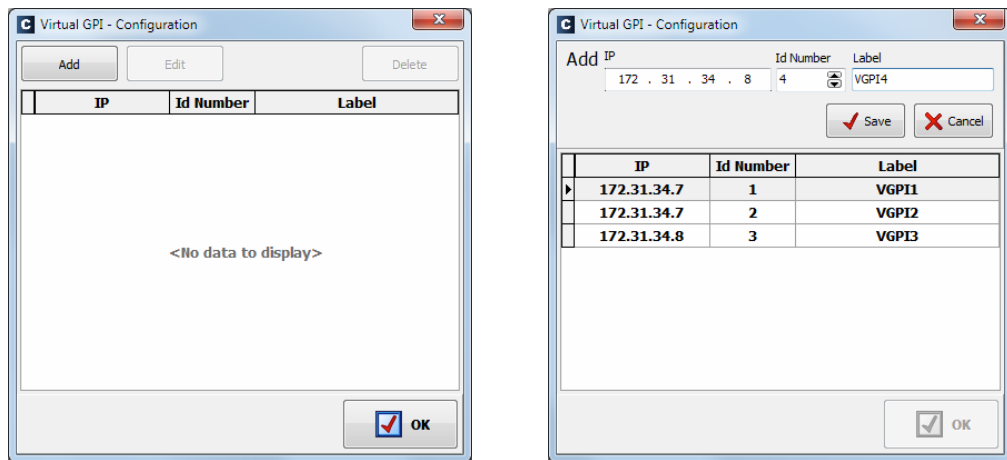 C Virtual GPI - Configuration
Add Edit Delete
IP Id Number Label
<No data to display>
OK
C Virtual GPI - Configuration
Add IP Id Number Label
172 . 31 . 34 . 8 4 VGPI4
Save Cancel
IP Id Number Label
172.31.34.7 1 VGPI1
172.31.34.7 2 VGPI2
172.31.34.8 3 VGPI3
OK